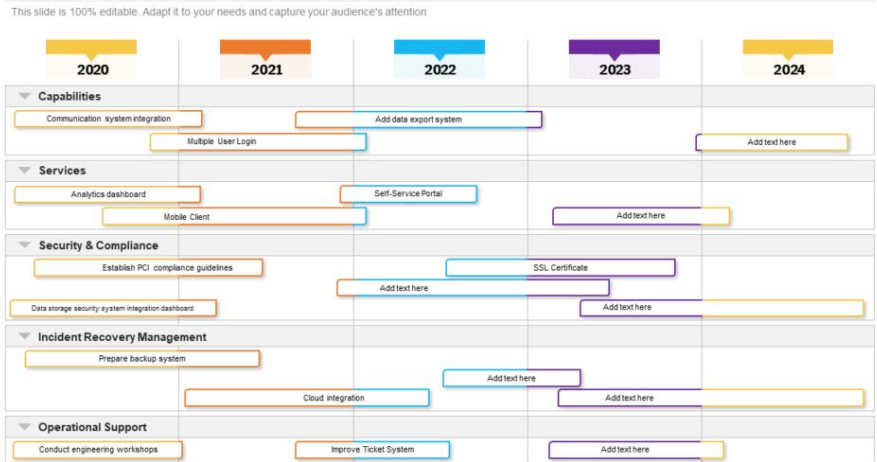 This slide is 100% editable. Adapt it to your needs and capture your audience's attention
2020 2021 2022 2023 2024
Capabilities
Communication system integration
Add data export system
Multiple User Login
Add text here
Services
Analytics dashboard
Self-Service Portal
Mobile Client
Add text here
Security & Compliance
Establish PCI compliance guidelines
SSL Certificate
Add text here
Data storage security system integration dashboard
Add text here
Incident Recovery Management
Prepare backup system
Add text here
Cloud integration
Add text here
Operational Support
Conduct engineering workshops
Improve Ticket System
Add text here